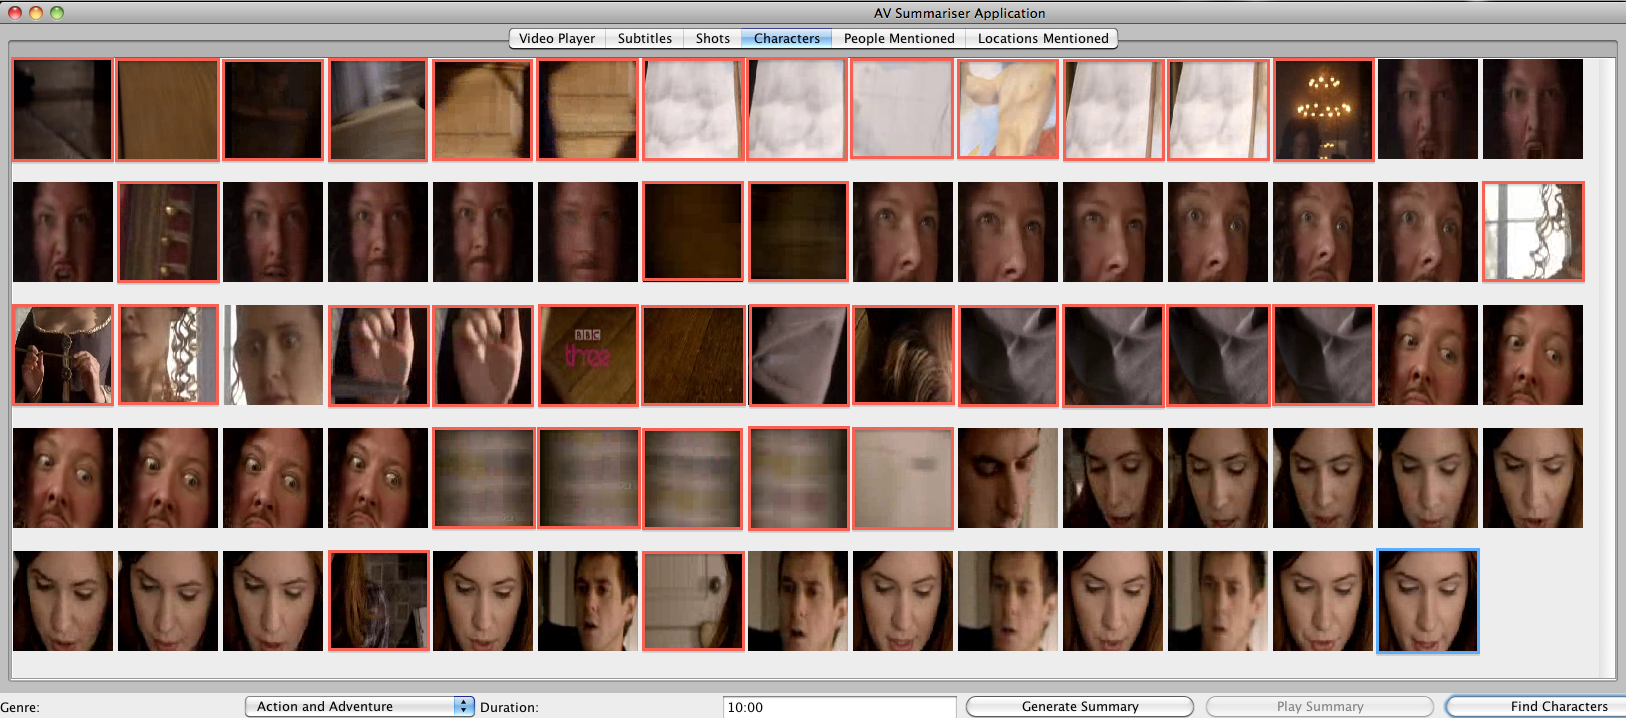 AV Summariser Application
Video Player Subtitles Shots Characters People Mentioned Locations Mentioned
BBC
three
Genre: Action and Adventure Duration: 10:00 Generate Summary Play Summary Find Characters